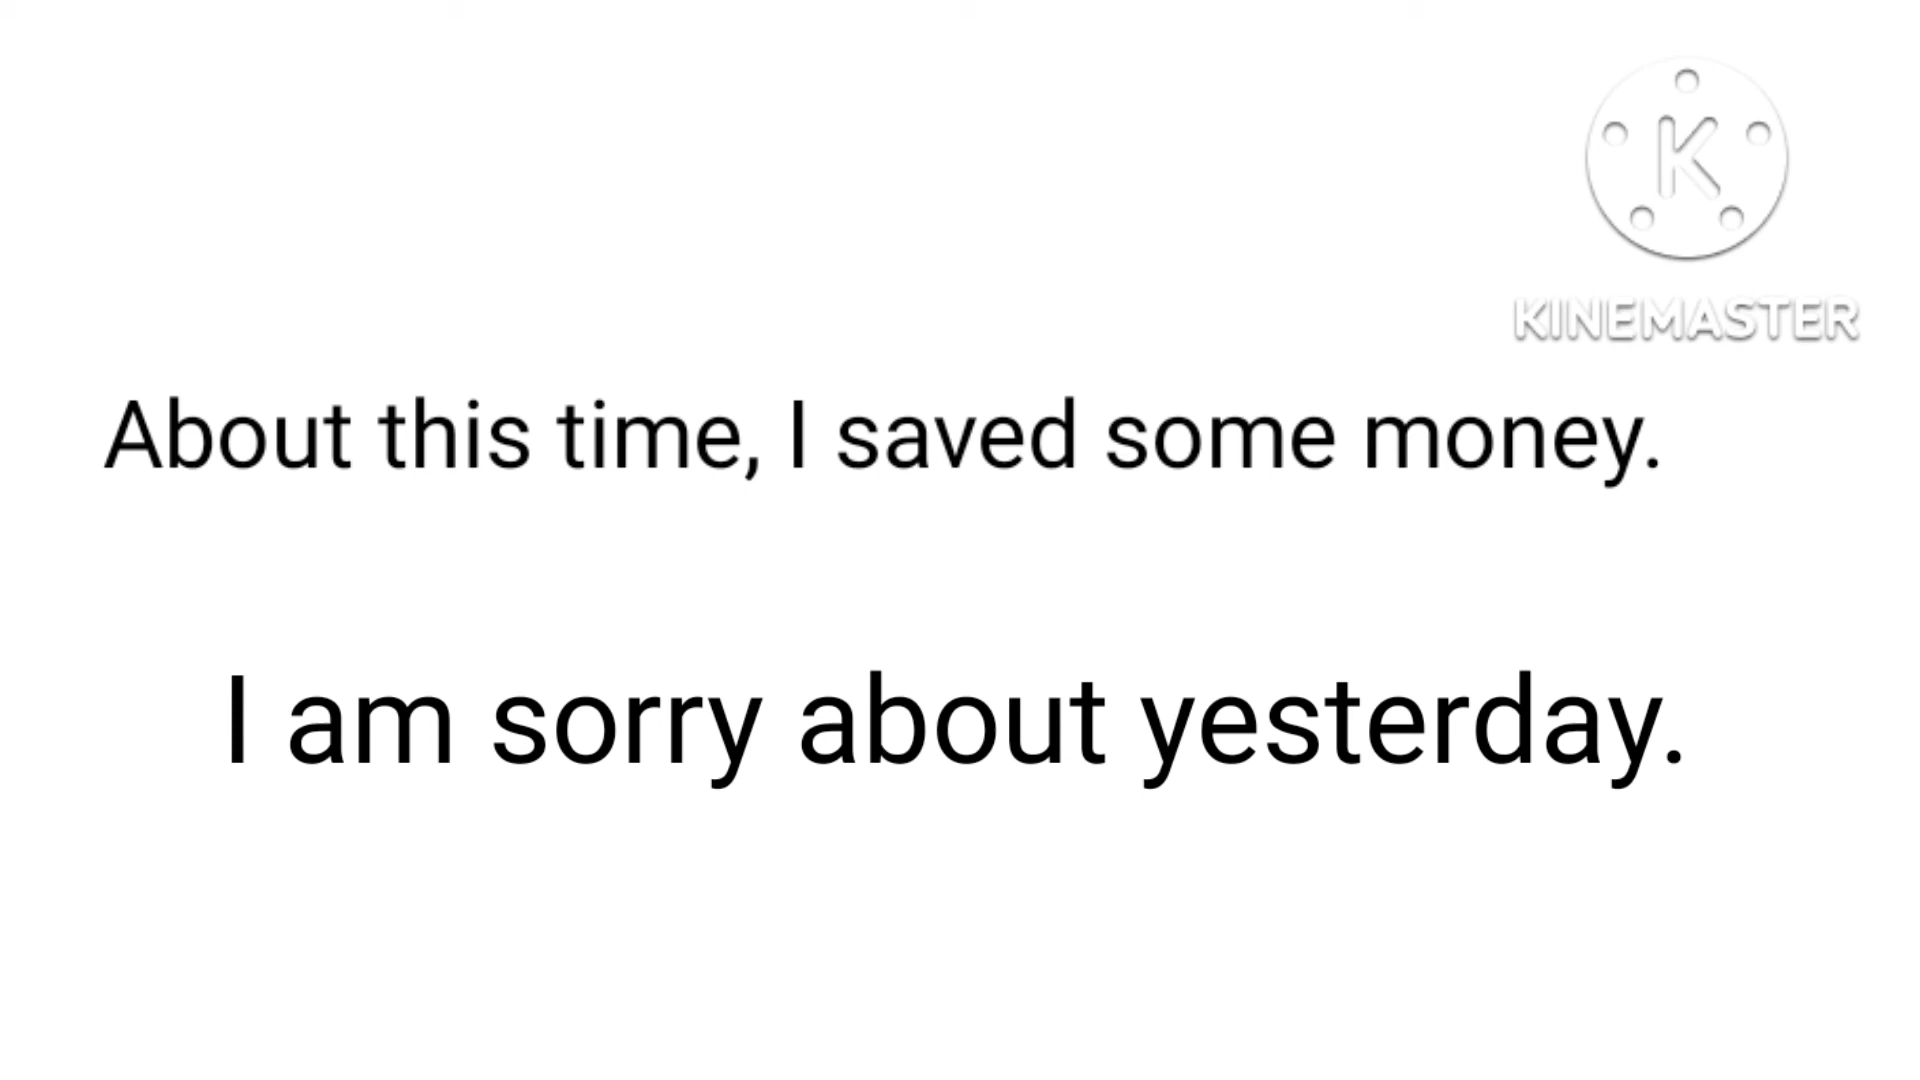 K
KINEMASTER
About this time, I saved some money.
I am sorry about yesterday.